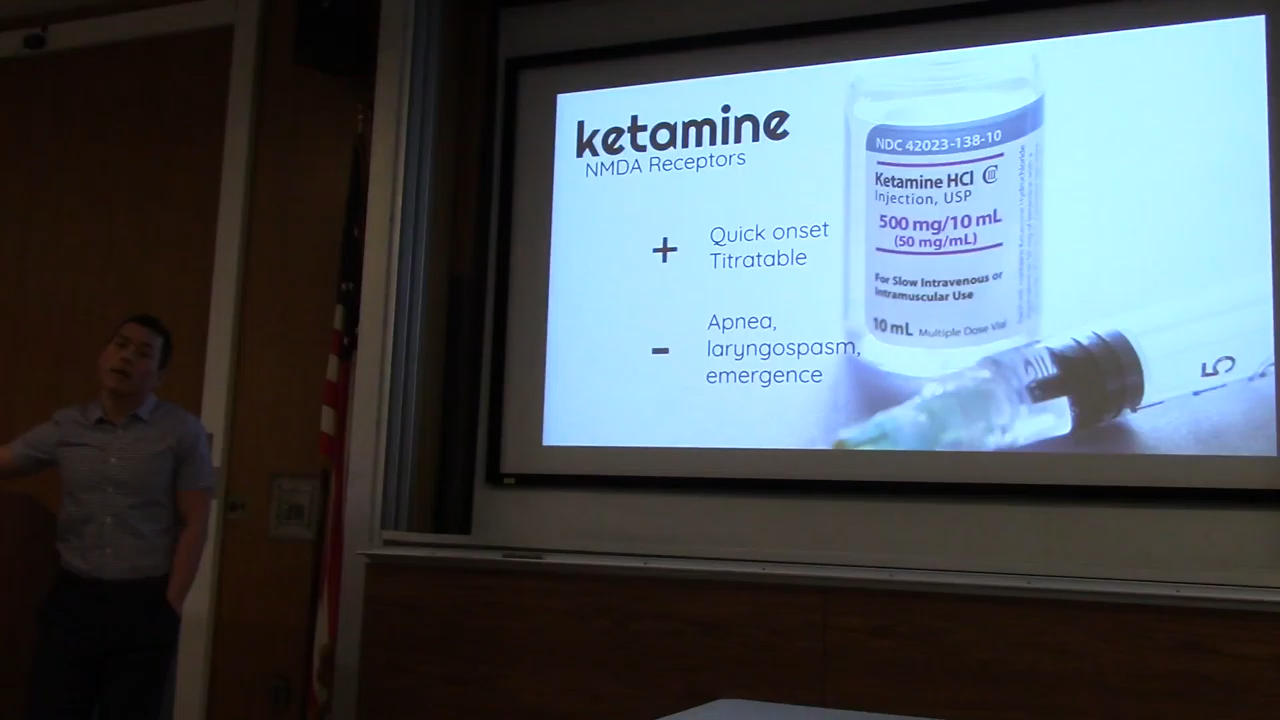 ketamine
NMDA Receptors
+ Quick onset
Titratable
- Apnea,
laryngospasm,
emergence
NDC 42023-138-10
Ketamine HCl CIII
Injection, USP
500 mg/10 mL
(50 mg/mL)
For Slow Intravenous or
Intramuscular Use
10 mL Multiple Dose Vial
5